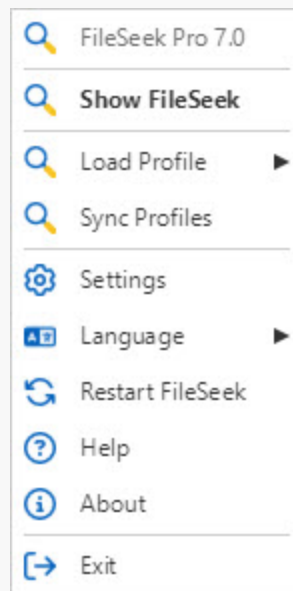 FileSeek Pro 7.0
Show FileSeek
Load Profile
Sync Profiles
Settings
Language
Restart FileSeek
Help
About
Exit